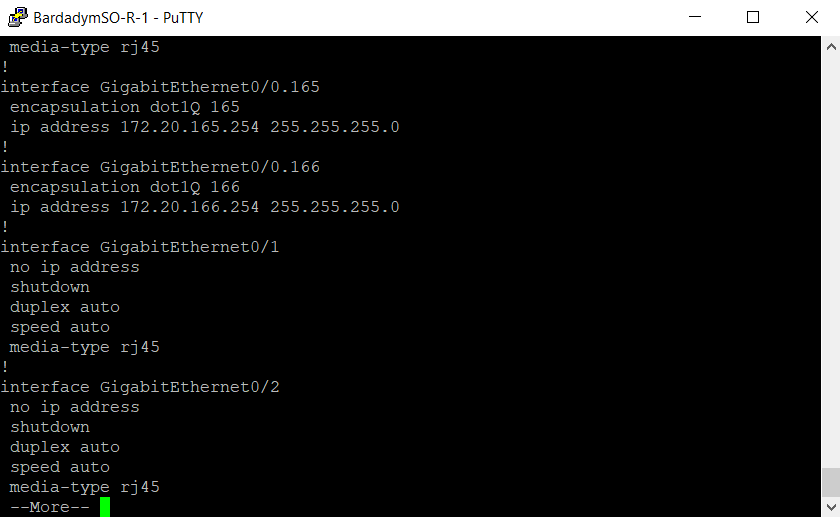 BardadymSO-R-1 - PuTTY
media-type rj45
!
interface GigabitEthernet0/0.165
encapsulation dot1Q 165
ip address 172.20.165.254 255.255.255.0
!
interface GigabitEthernet0/0.166
encapsulation dot1Q 166
ip address 172.20.166.254 255.255.255.0
!
interface GigabitEthernet0/1
no ip address
shutdown
duplex auto
speed auto
media-type rj45
!
interface GigabitEthernet0/2
no ip address
shutdown
duplex auto
speed auto
media-type rj45
--More--